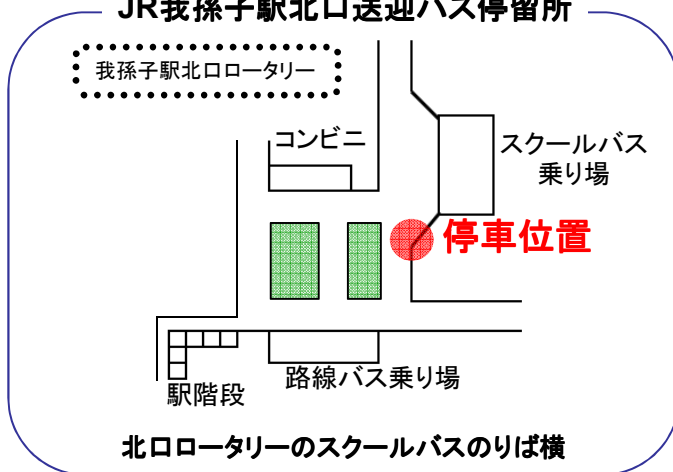 JR我孫子駅北口送迎バス停留所
我孫子駅北口ロータリー
コンビニ
スクールバス
乗り場
停車位置
路線バス乗り場
駅階段
北口ロータリーのスクールバスのりば横